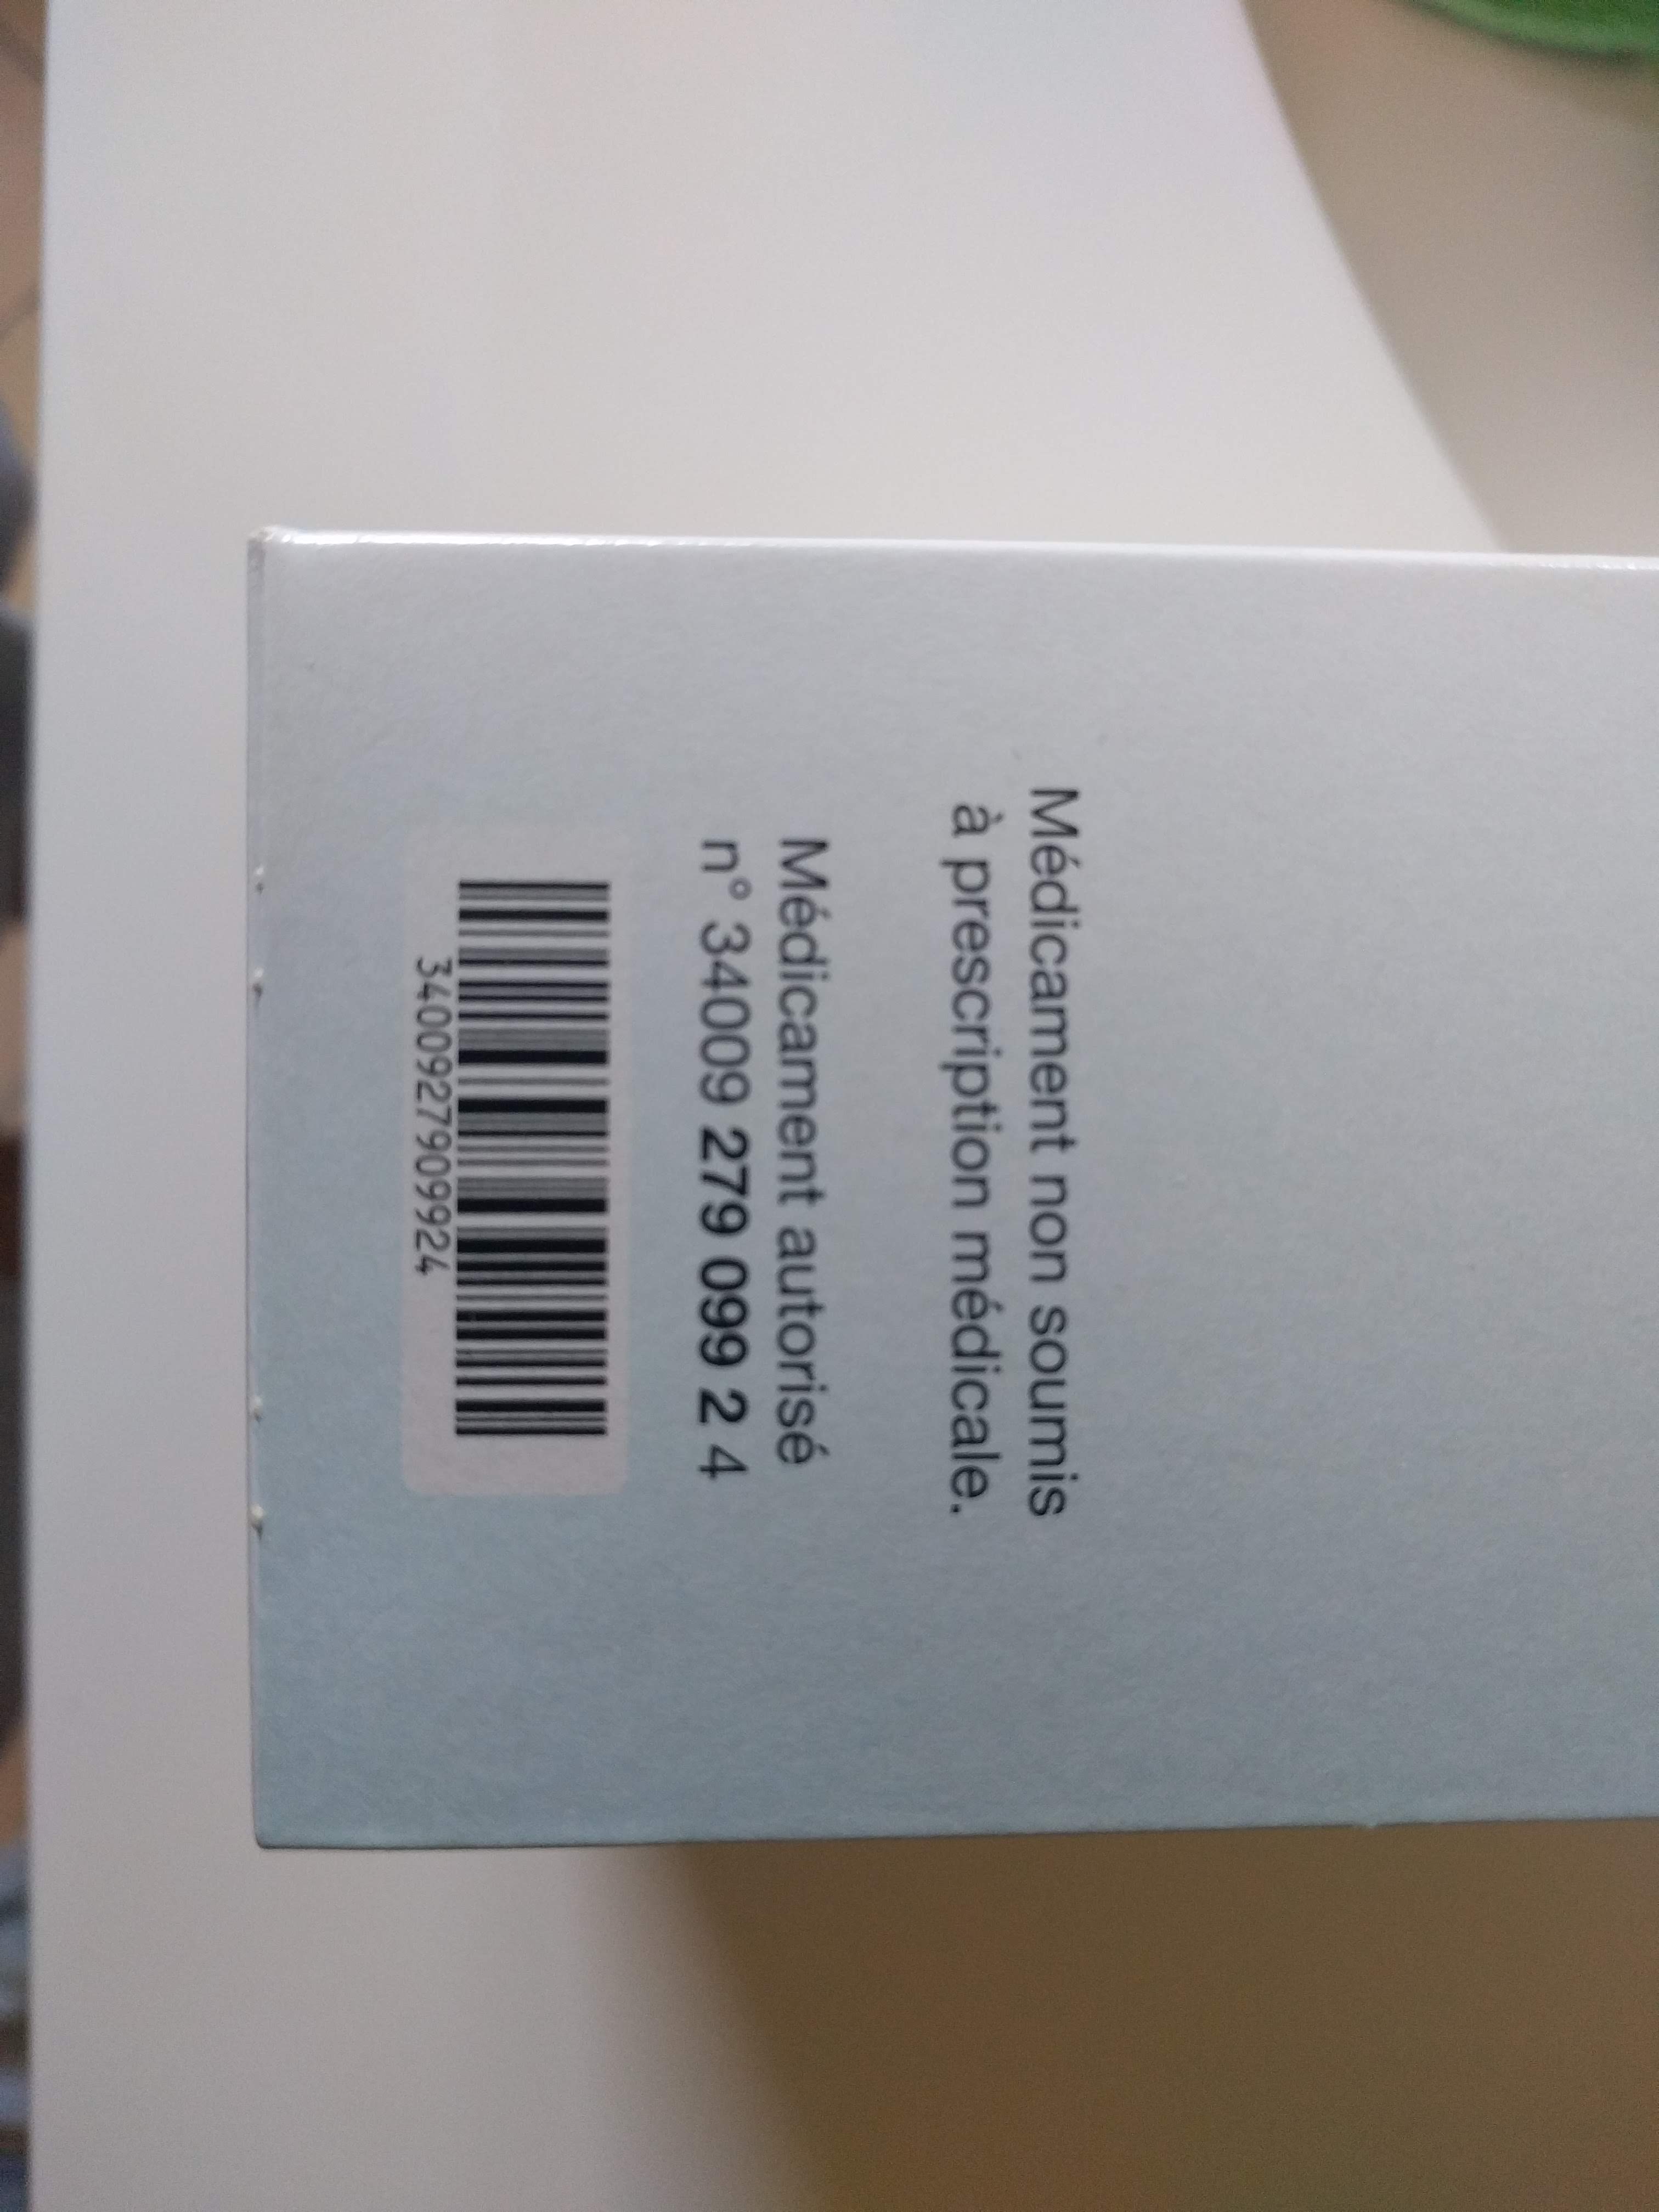 Médicament non soumis
à prescription médicale.
Médicament autorisé
n° 34009 279 099 2 4
3400927909924